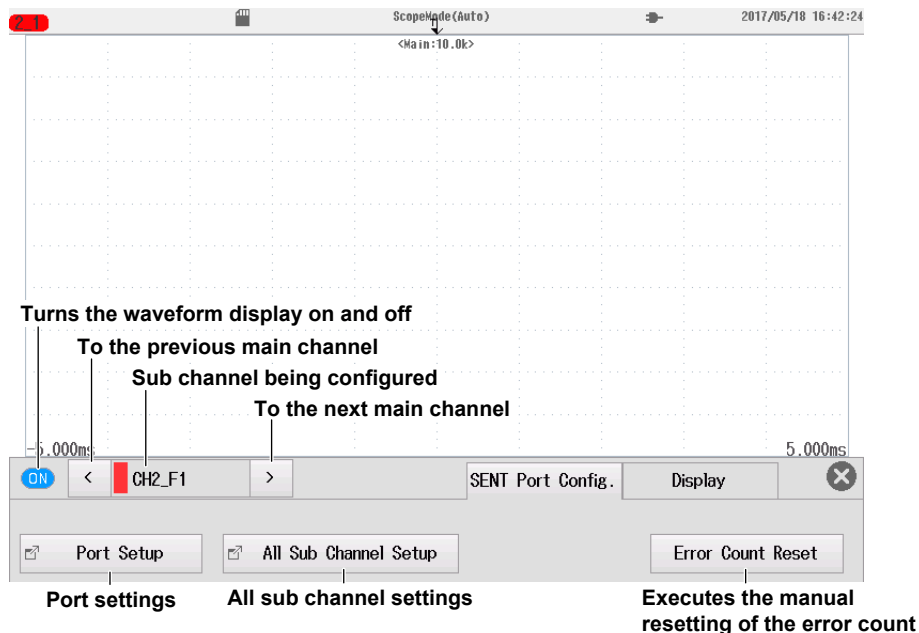 2_1 ScopeMode(Auto) 2017/05/18 16:42:24
<Main:10.0k>
Turns the waveform display on and off
To the previous main channel
Sub channel being configured
To the next main channel
-5.000ms 5.000ms
ON < CH2_F1 > SENT Port Config. Display
Port Setup All Sub Channel Setup Error Count Reset
Port settings All sub channel settings Executes the manual
resetting of the error count